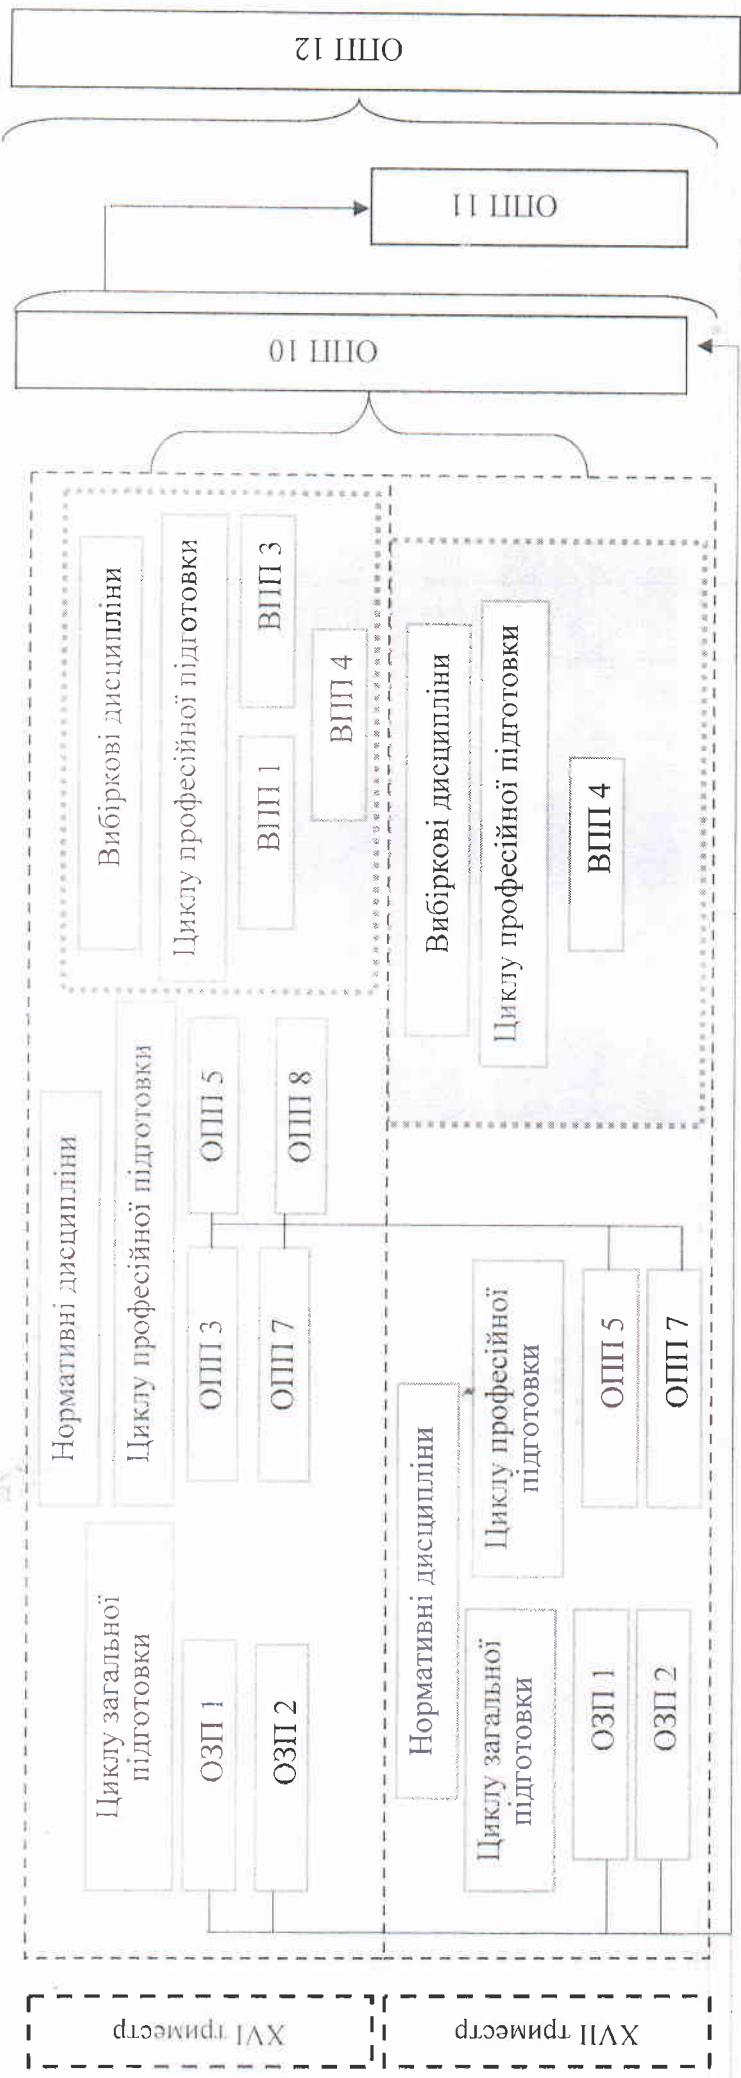 XVI триместр
Нормативні дисципліни
Циклу загальної
підготовки
ОЗП 1
ОЗП 2
Циклу професійної підготовки
ОПП 3
ОПП 5
ОПП 7
ОПП 8
Вибіркові дисципліни
Циклу професійної підготовки
ВПП 1
ВПП 3
ВПП 4
XVII триместр
Нормативні дисципліни
Циклу загальної
підготовки
ОЗП 1
ОЗП 2
Циклу професійної
підготовки
ОПП 5
ОПП 7
Вибіркові дисципліни
Циклу професійної підготовки
ВПП 4
ОПП 10
ОПП 11
ОПП 12